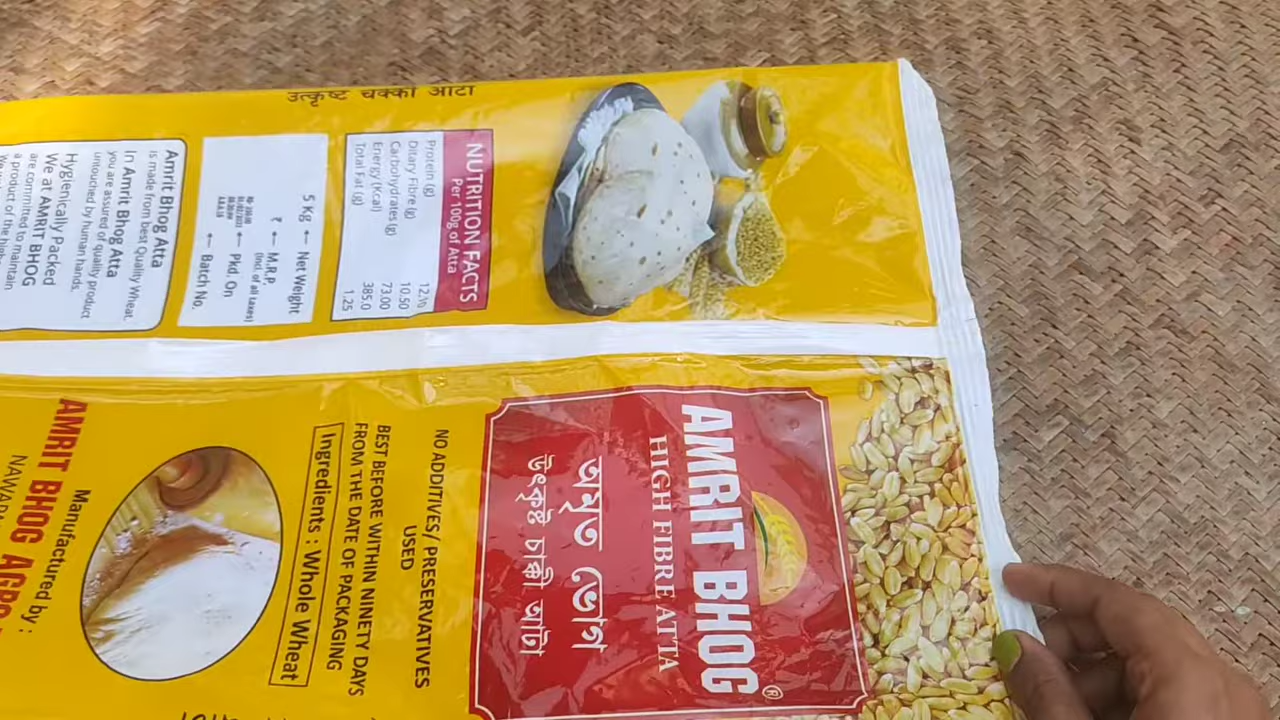 उत्कृष्ट चक्की आटा
NUTRITION FACTS
Per 100g of Atta
Protein (g)
Ditary Fibre (g) 10.50
Carbohydrates (g) 73.00
Energy (Kcal) 385.0
Total Fat (g) 1.25
5 Kg ← Net Weight
₹ ← M.R.P.
(Incl. of all taxes)
← Pkd On
← Batch No.
Amrit Bhog Atta
is made from best Quality Wheat.
In Amrit Bhog Atta
you are assured of quality product
untouched by human hands.
Hygienically Packed
We at AMRIT BHOG
are committed to maintain
a product of the
AMRIT BHOG ®
HIGH FIBRE ATTA
অমৃত ভোগ
উৎকৃষ্ট চাক্কী আটা
NO ADDITIVES/ PRESERVATIVES
USED
BEST BEFORE WITHIN NINETY DAYS
FROM THE DATE OF PACKAGING
Ingredients : Whole Wheat
Manufactured by :
AMRIT BHOG AGRO